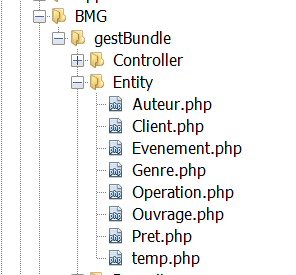 BMG
gestBundle
Controller
Entity
Auteur.php
Client.php
Evenement.php
Genre.php
Operation.php
Ouvrage.php
Pret.php
temp.php